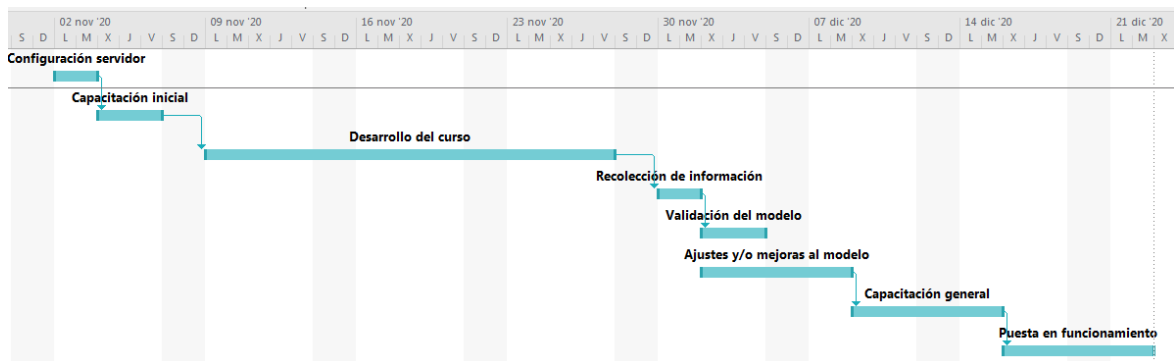 02 nov '20 09 nov '20 16 nov '20 23 nov '20 30 nov '20 07 dic '20 14 dic '20 21 dic '20
S D L M X J V S D L M X J V S D L M X J V S D L M X J V S D L M X J V S D L M X J V S D L M X J V S D L M X
Configuración servidor
Capacitación inicial
Desarrollo del curso
Recolección de información
Validación del modelo
Ajustes y/o mejoras al modelo
Capacitación general
Puesta en funcionamiento